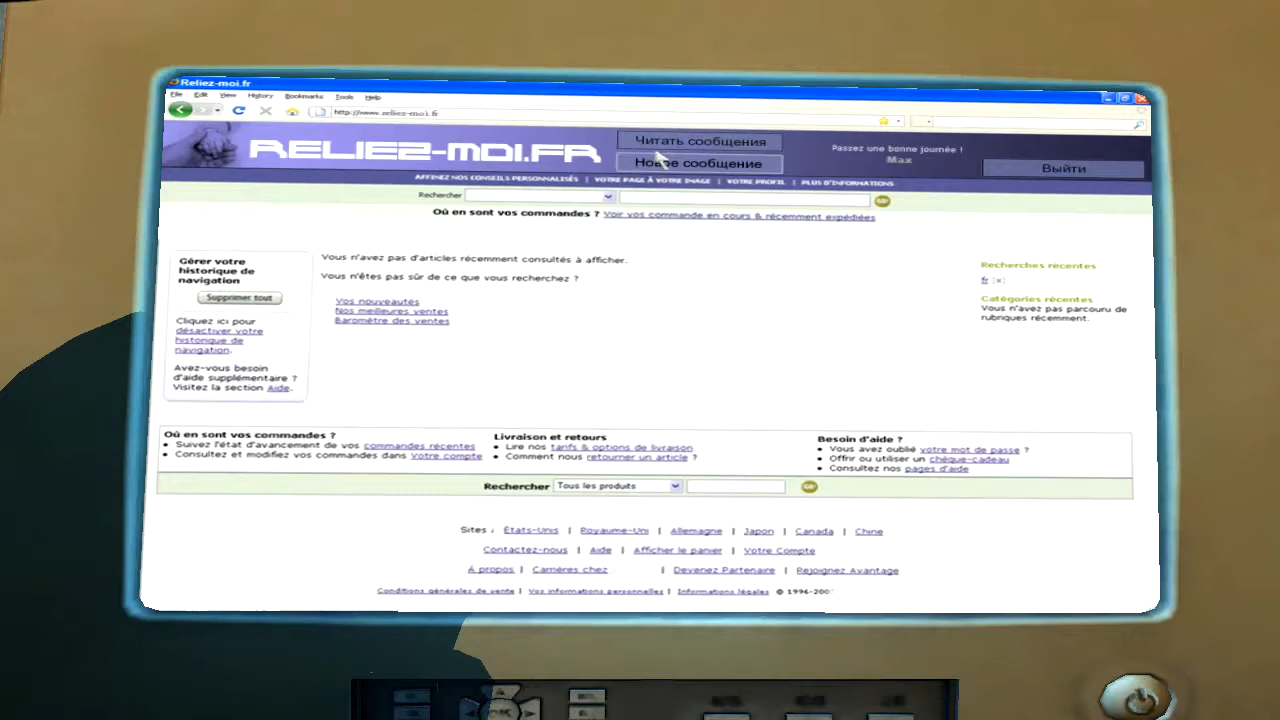 Reliez-moi.fr
File Edit View History Bookmarks Tools Help
http://www.reliez-moi.fr
RELIEZ-MOI.FR
Читать сообщения
Новое сообщение
Passez une bonne journée !
Max
Выйти
AFFINEZ NOS CONSEILS PERSONNALISÉS | VOTRE PAGE À VOTRE IMAGE | VOTRE PROFIL | PLUS D'INFORMATIONS
Rechercher GO!
Où en sont vos commandes ? Voir vos commande en cours & récemment expédiées
Gérer votre
historique de
navigation
Supprimer tout
Cliquez ici pour
désactiver votre
historique de
navigation.
Avez-vous besoin
d'aide supplémentaire ?
Visitez la section Aide.
Vous n'avez pas d'articles récemment consultés à afficher.
Vous n'êtes pas sûr de ce que vous recherchez ?
Vos nouveautés
Nos meilleures ventes
Baromètre des ventes
Recherches récentes
fr [x]
Catégories récentes
Vous n'avez pas parcouru de
rubriques récemment.
Où en sont vos commandes ?
• Suivez l'état d'avancement de vos commandes récentes
• Consultez et modifiez vos commandes dans Votre compte
Livraison et retours
• Lire nos tarifs & options de livraison
• Comment nous retourner un article ?
Besoin d'aide ?
• Vous avez oublié votre mot de passe ?
• Offrir ou utiliser un chèque-cadeau
• Consultez nos pages d'aide
Rechercher Tous les produits GO!
Sites : États-Unis | Royaume-Uni | Allemagne | Japon | Canada | Chine
Contactez-nous | Aide | Afficher le panier | Votre Compte
À propos | Carrières chez | Devenez Partenaire | Rejoignez Avantage
Conditions générales de vente | Vos informations personnelles | Informations légales © 1996-200